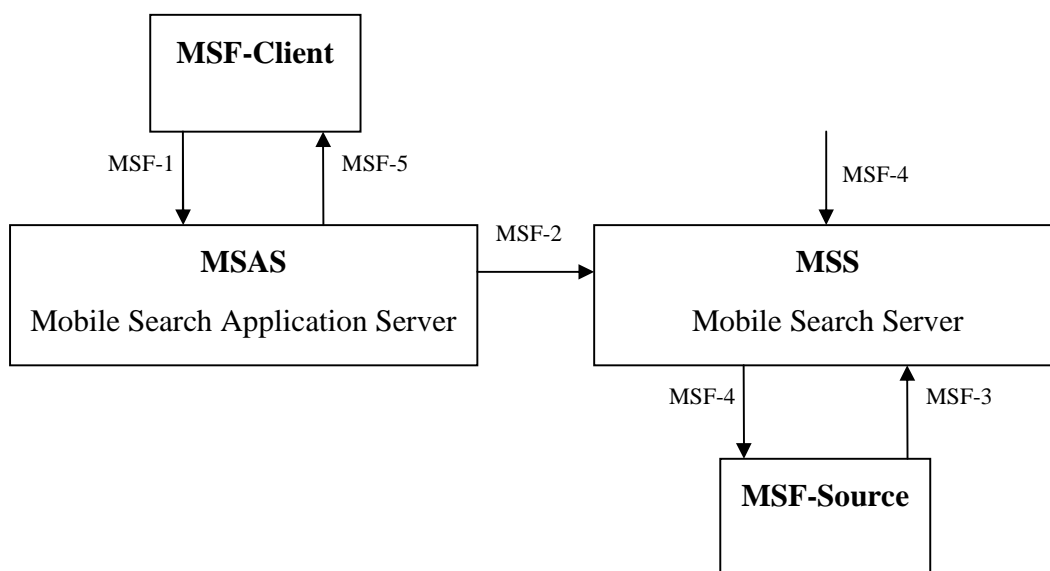 MSF-Client
MSF-1
MSF-5
MSF-4
MSF-2
MSAS
Mobile Search Application Server
MSS
Mobile Search Server
MSF-4
MSF-3
MSF-Source